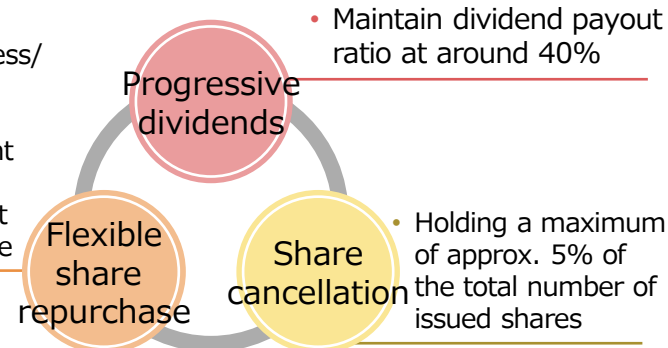 • Maintain dividend payout
ratio at around 40%
Progressive
dividends
Flexible
share
repurchase
Share
cancellation
• Holding a maximum
of approx. 5% of
the total number of
issued shares